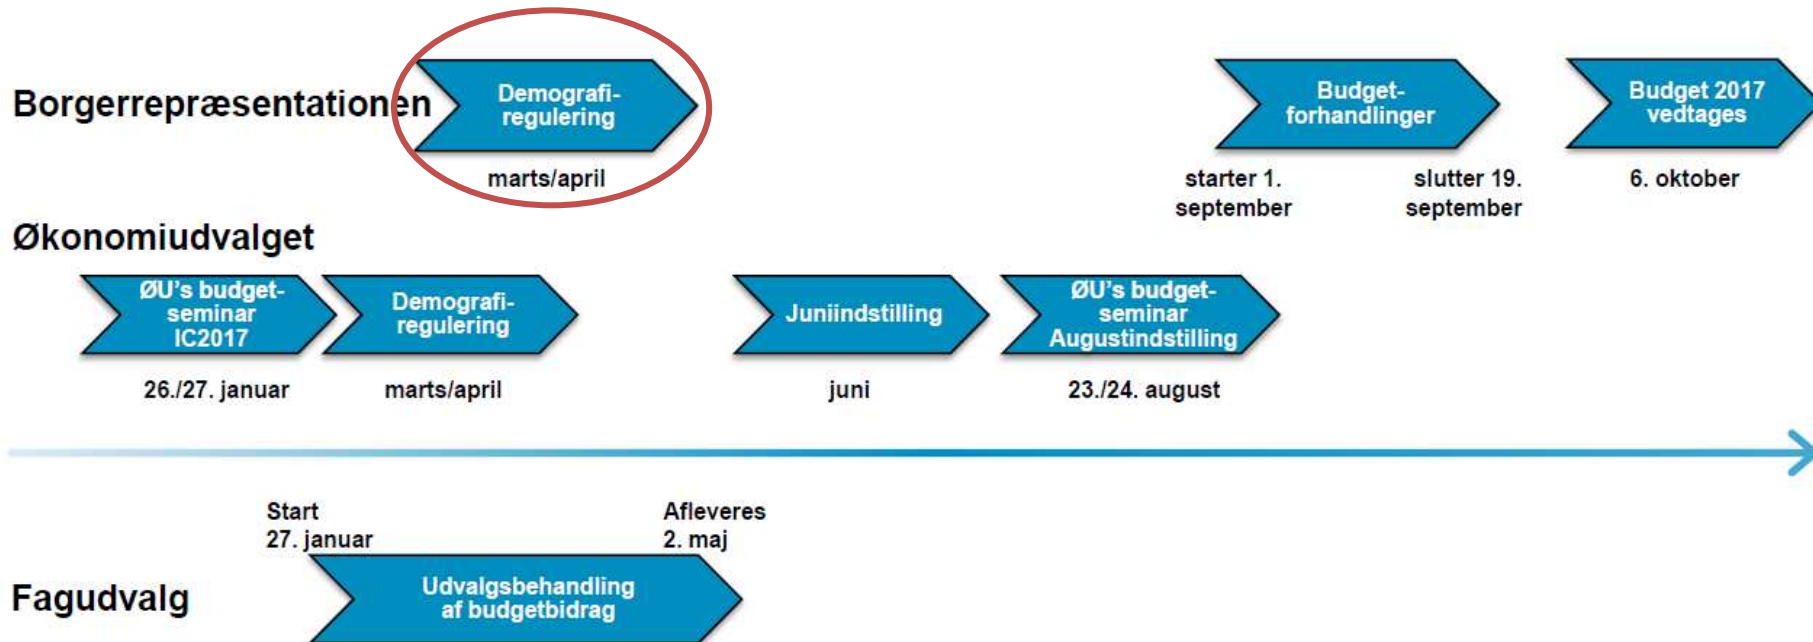 Borgerrepræsentationen
Demografi-
regulering
marts/april
Budget-
forhandlinger
starter 1.
september
slutter 19.
september
Budget 2017
vedtages
6. oktober
Økonomiudvalget
ØU's budget-
seminar
IC2017
26./27. januar
Demografi-
regulering
marts/april
Juniindstilling
juni
ØU's budget-
seminar
Augustindstilling
23./24. august
Start
27. januar
Afleveres
2. maj
Fagudvalg
Udvalgsbehandling
af budgetbidrag